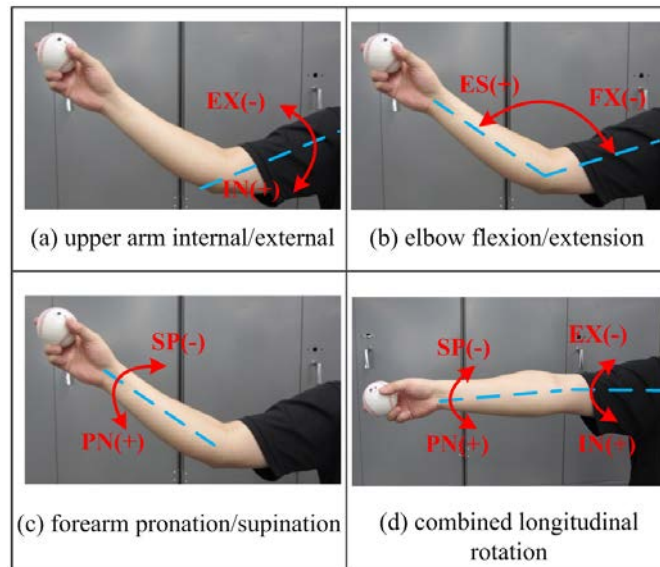 EX(-)
IN(+)
(a) upper arm internal/external
ES(+)
FX(-)
(b) elbow flexion/extension
SP(-)
PN(+)
(c) forearm pronation/supination
SP(-)
EX(-)
PN(+)
IN(+)
(d) combined longitudinal
rotation